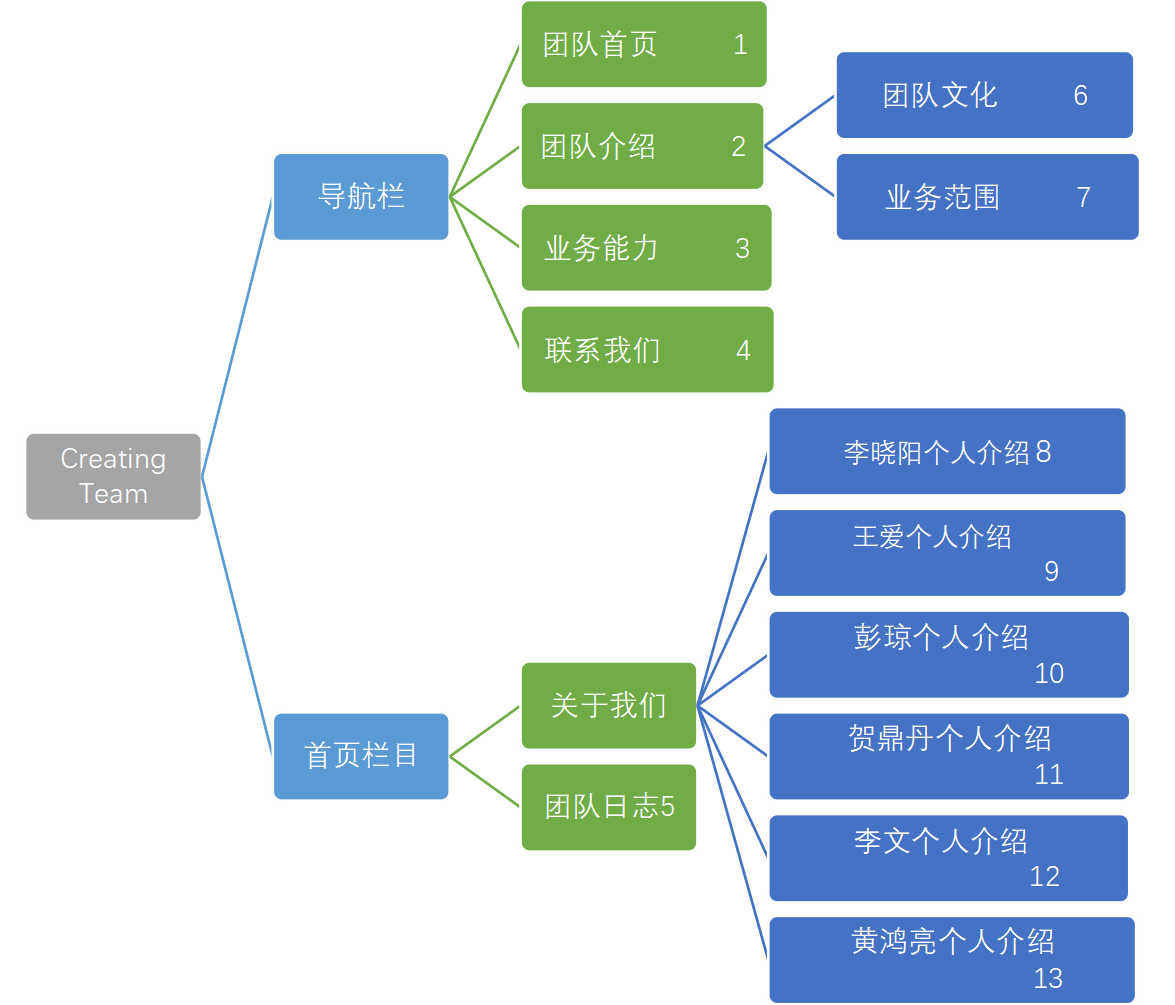 Creating
Team
导航栏
团队首页 1
团队介绍 2
团队文化 6
业务范围 7
业务能力 3
联系我们 4
首页栏目
关于我们
李晓阳个人介绍 8
王爱个人介绍
9
彭琼个人介绍
10
贺鼎丹个人介绍
11
李文个人介绍
12
黄鸿亮个人介绍
13
团队日志5